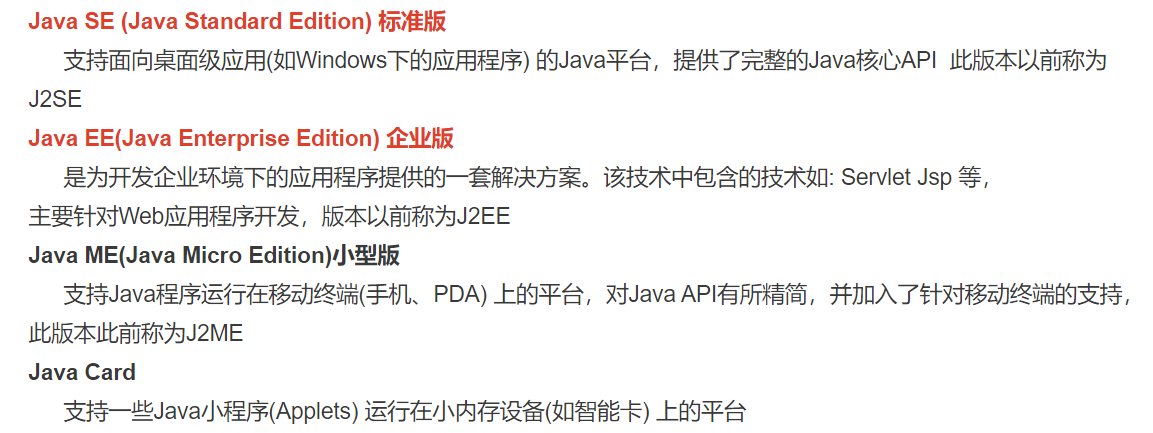 Java SE (Java Standard Edition) 标准版
支持面向桌面级应用(如Windows下的应用程序) 的Java平台，提供了完整的Java核心API 此版本以前称为
J2SE
Java EE(Java Enterprise Edition) 企业版
是为开发企业环境下的应用程序提供的一套解决方案。该技术中包含的技术如: Servlet Jsp 等，
主要针对Web应用程序开发，版本以前称为J2EE
Java ME(Java Micro Edition)小型版
支持Java程序运行在移动终端(手机、PDA) 上的平台，对Java API有所精简，并加入了针对移动终端的支持，
此版本此前称为J2ME
Java Card
支持一些Java小程序(Applets) 运行在小内存设备(如智能卡) 上的平台